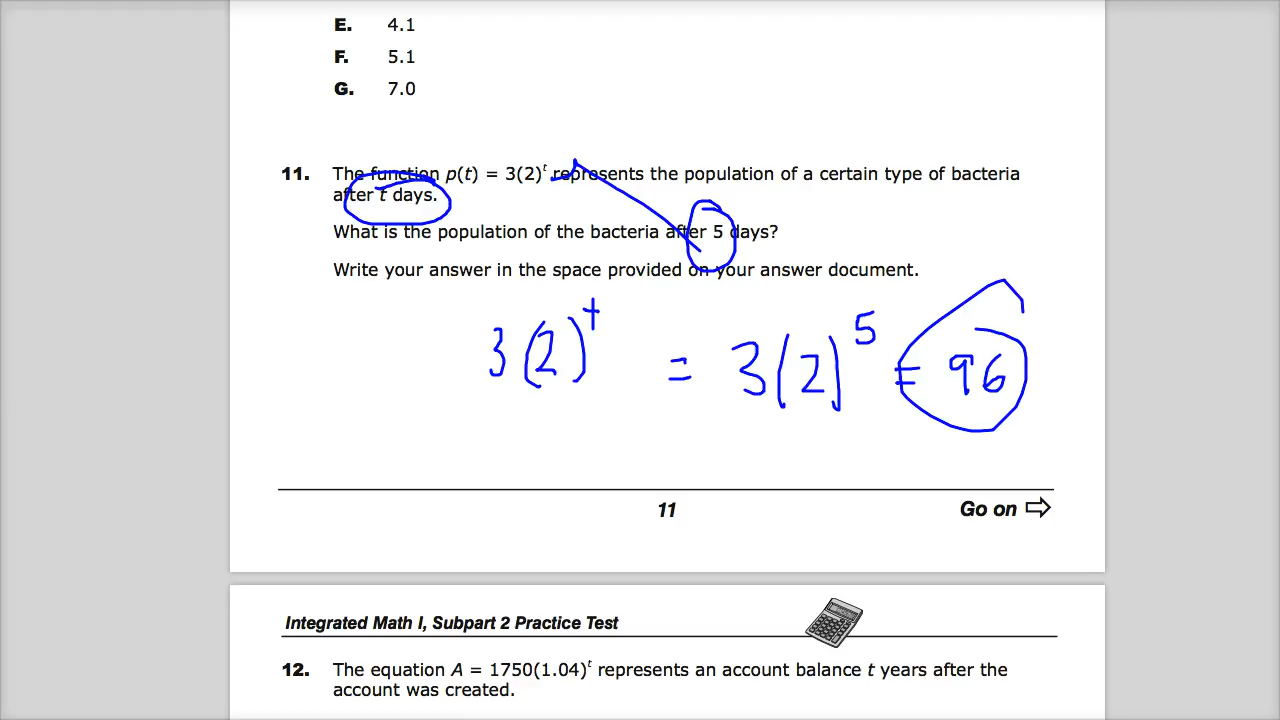 E. 4.1
F. 5.1
G. 7.0
11. The function p(t) = 3(2)^t represents the population of a certain type of bacteria
after t days.
What is the population of the bacteria after 5 days?
Write your answer in the space provided on your answer document.
3(2)^t = 3(2)^5 = 96
11
Go on
Integrated Math I, Subpart 2 Practice Test
12. The equation A = 1750(1.04)^t represents an account balance t years after the
account was created.